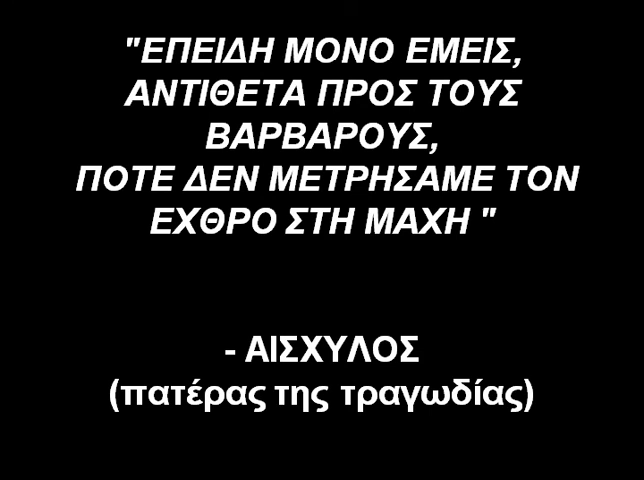 "ΕΠΕΙΔΗ ΜΟΝΟ ΕΜΕΙΣ,
ΑΝΤΙΘΕΤΑ ΠΡΟΣ ΤΟΥΣ
ΒΑΡΒΑΡΟΥΣ,
ΠΟΤΕ ΔΕΝ ΜΕΤΡΗΣΑΜΕ ΤΟΝ
ΕΧΘΡΟ ΣΤΗ ΜΑΧΗ "
- ΑΙΣΧΥΛΟΣ
(πατέρας της τραγωδίας)